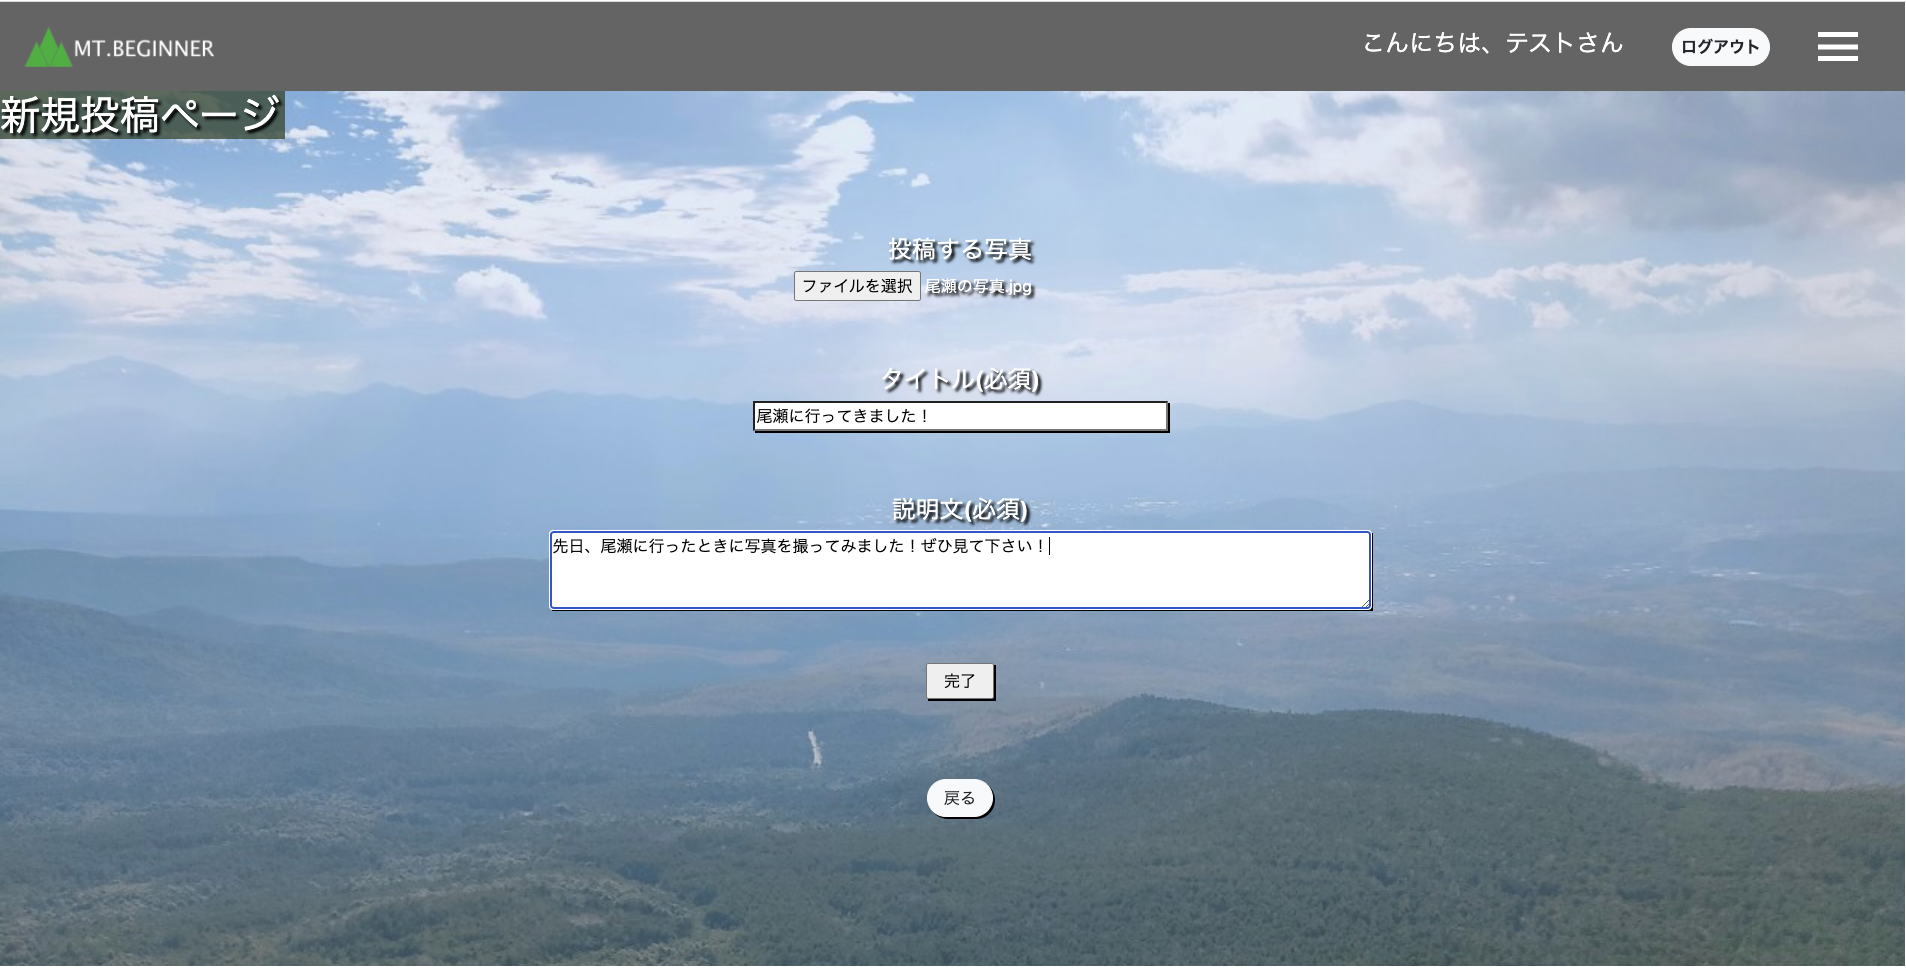 MT.BEGINNER
こんにちは、テストさん
ログアウト
新規投稿ページ
投稿する写真
ファイルを選択 尾瀬の写真.jpg
タイトル(必須)
尾瀬に行ってきました！
説明文(必須)
先日、尾瀬に行ったときに写真を撮ってみました！ぜひ見て下さい！
完了
戻る